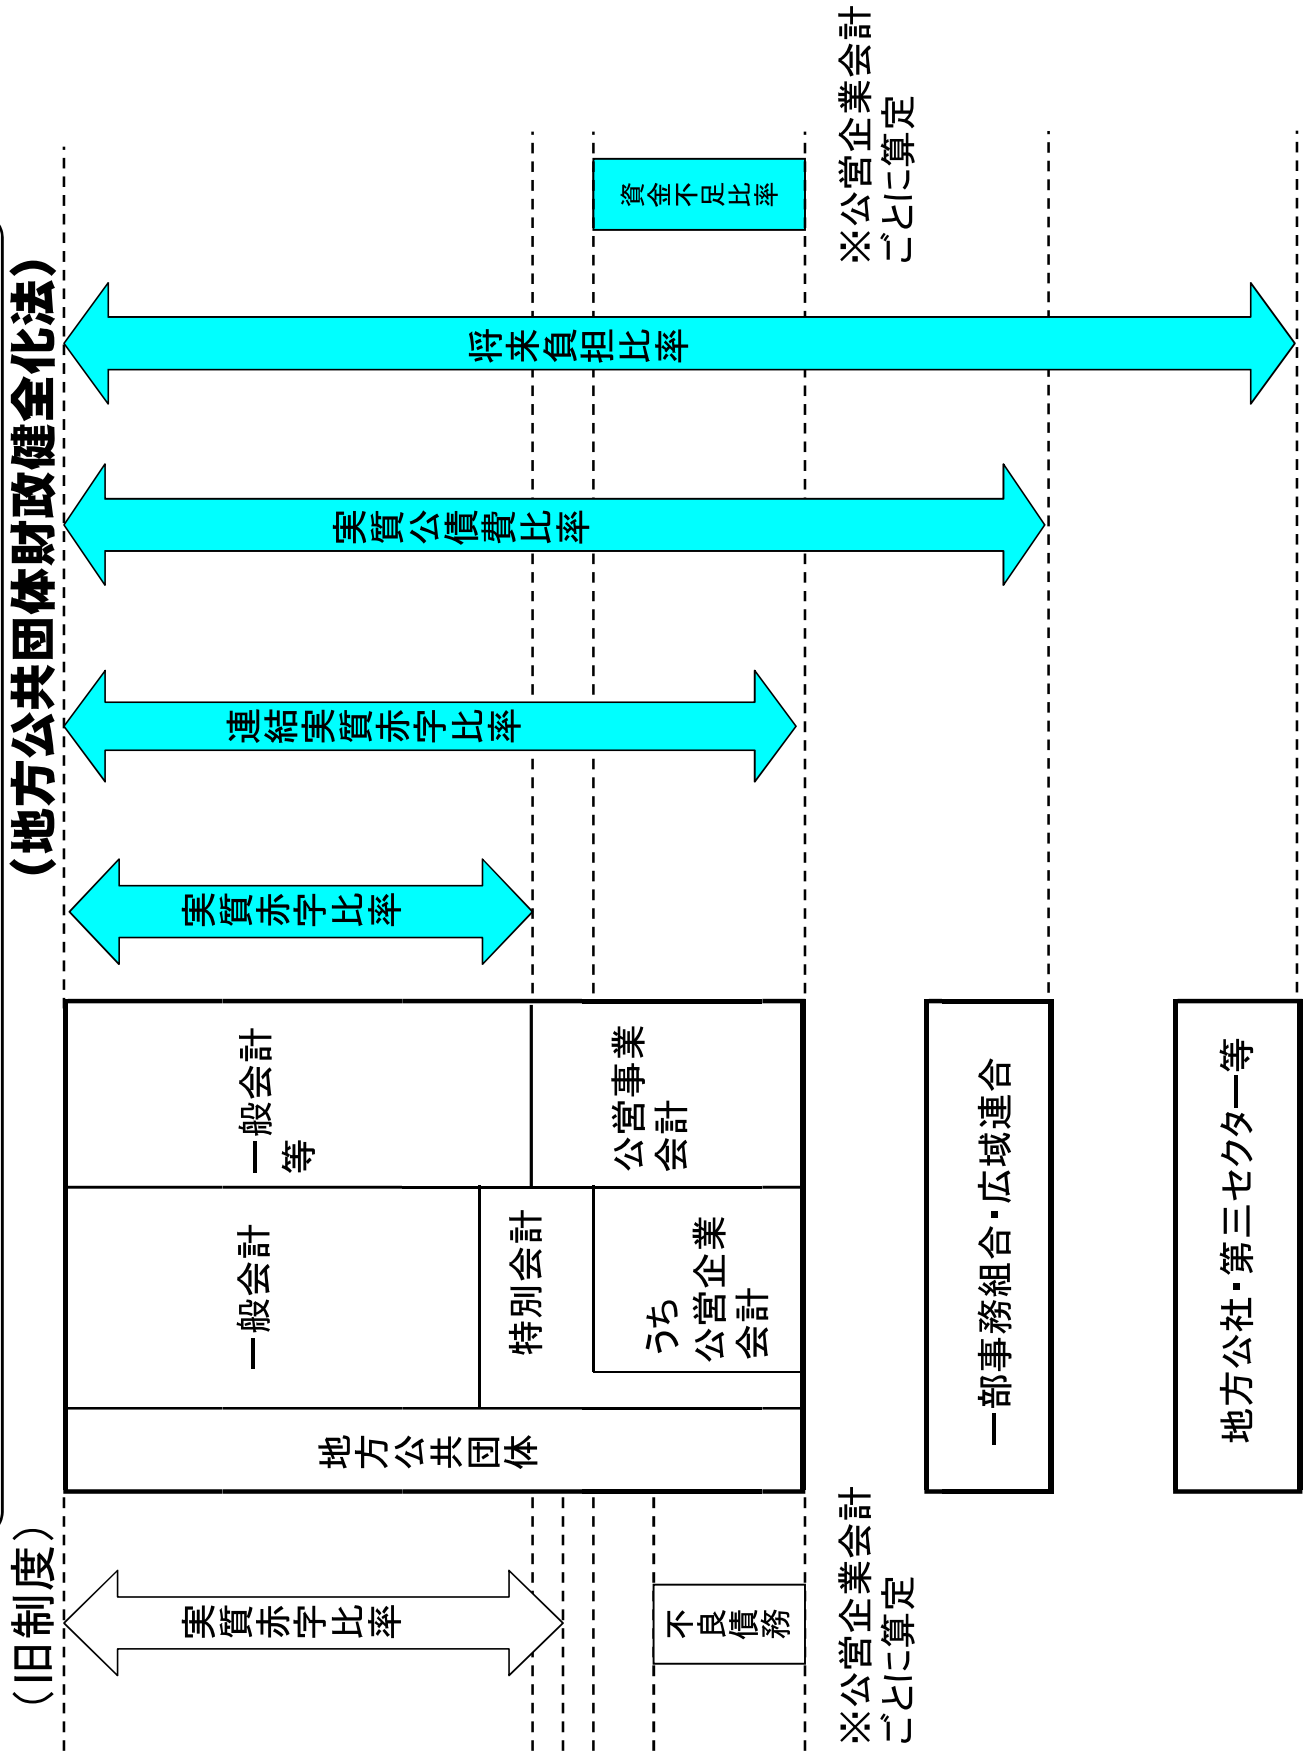 （旧制度）
（地方公共団体財政健全化法）
実質赤字比率
不良債務
※公営企業会計
ごとに算定
地方公共団体
一般会計
特別会計
うち
公営企業
会計
一般会計
等
公営事業
会計
一部事務組合・広域連合
地方公社・第三セクター等
実質赤字比率
連結実質赤字比率
実質公債費比率
将来負担比率
資金不足比率
※公営企業会計
ごとに算定